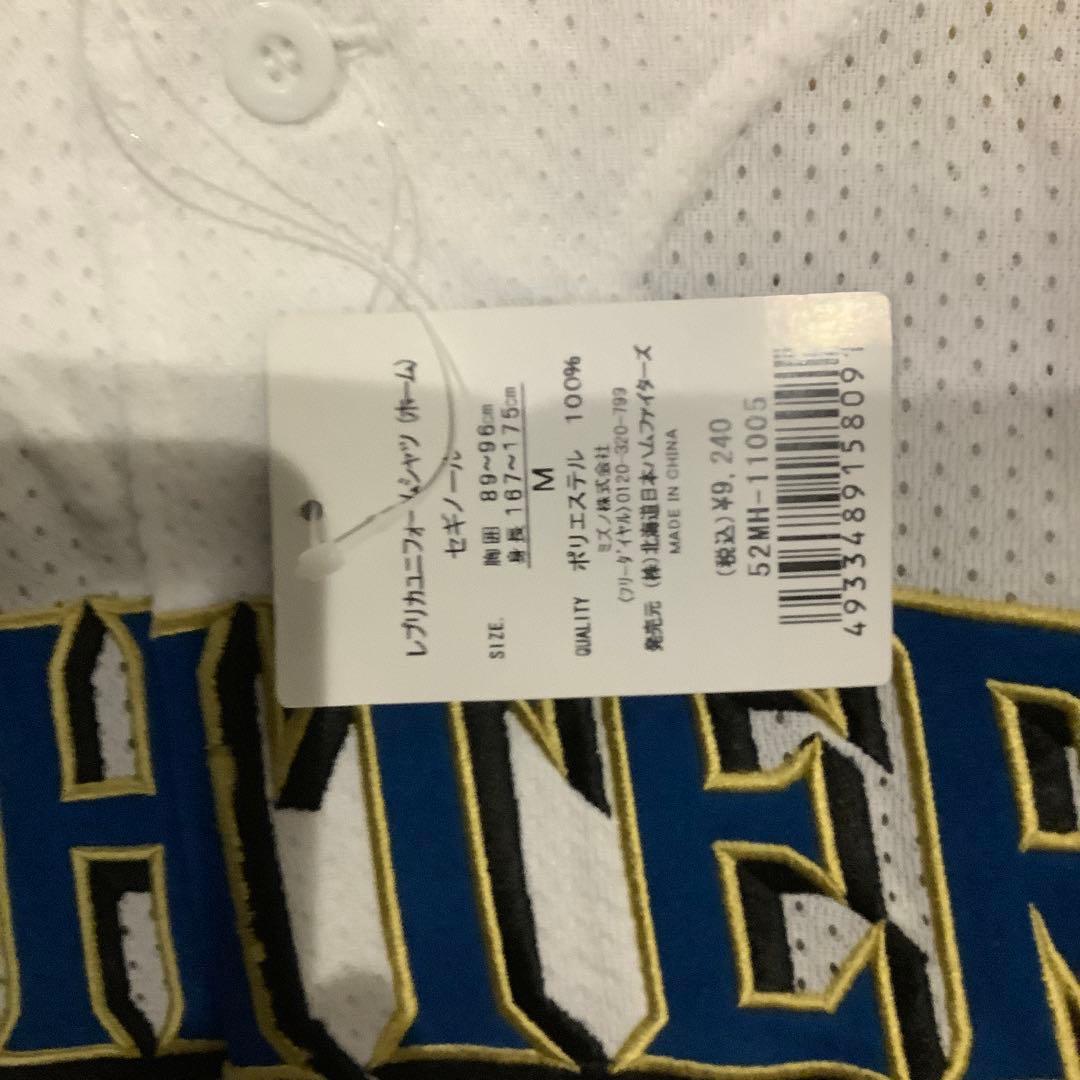 レプリカユニフォームシャツ (ホーム)
セギノール
SIZE. 胸囲 89~96cm
身長 167~175cm
M
QUALITY ポリエステル 100%
ミズノ株式会社
(フリーダイヤル)0120-320-799
発売元 (株)北海道日本ハムファイターズ
MADE IN CHINA
(税込)¥9,240
52MH-11005
4933489158091
HTER